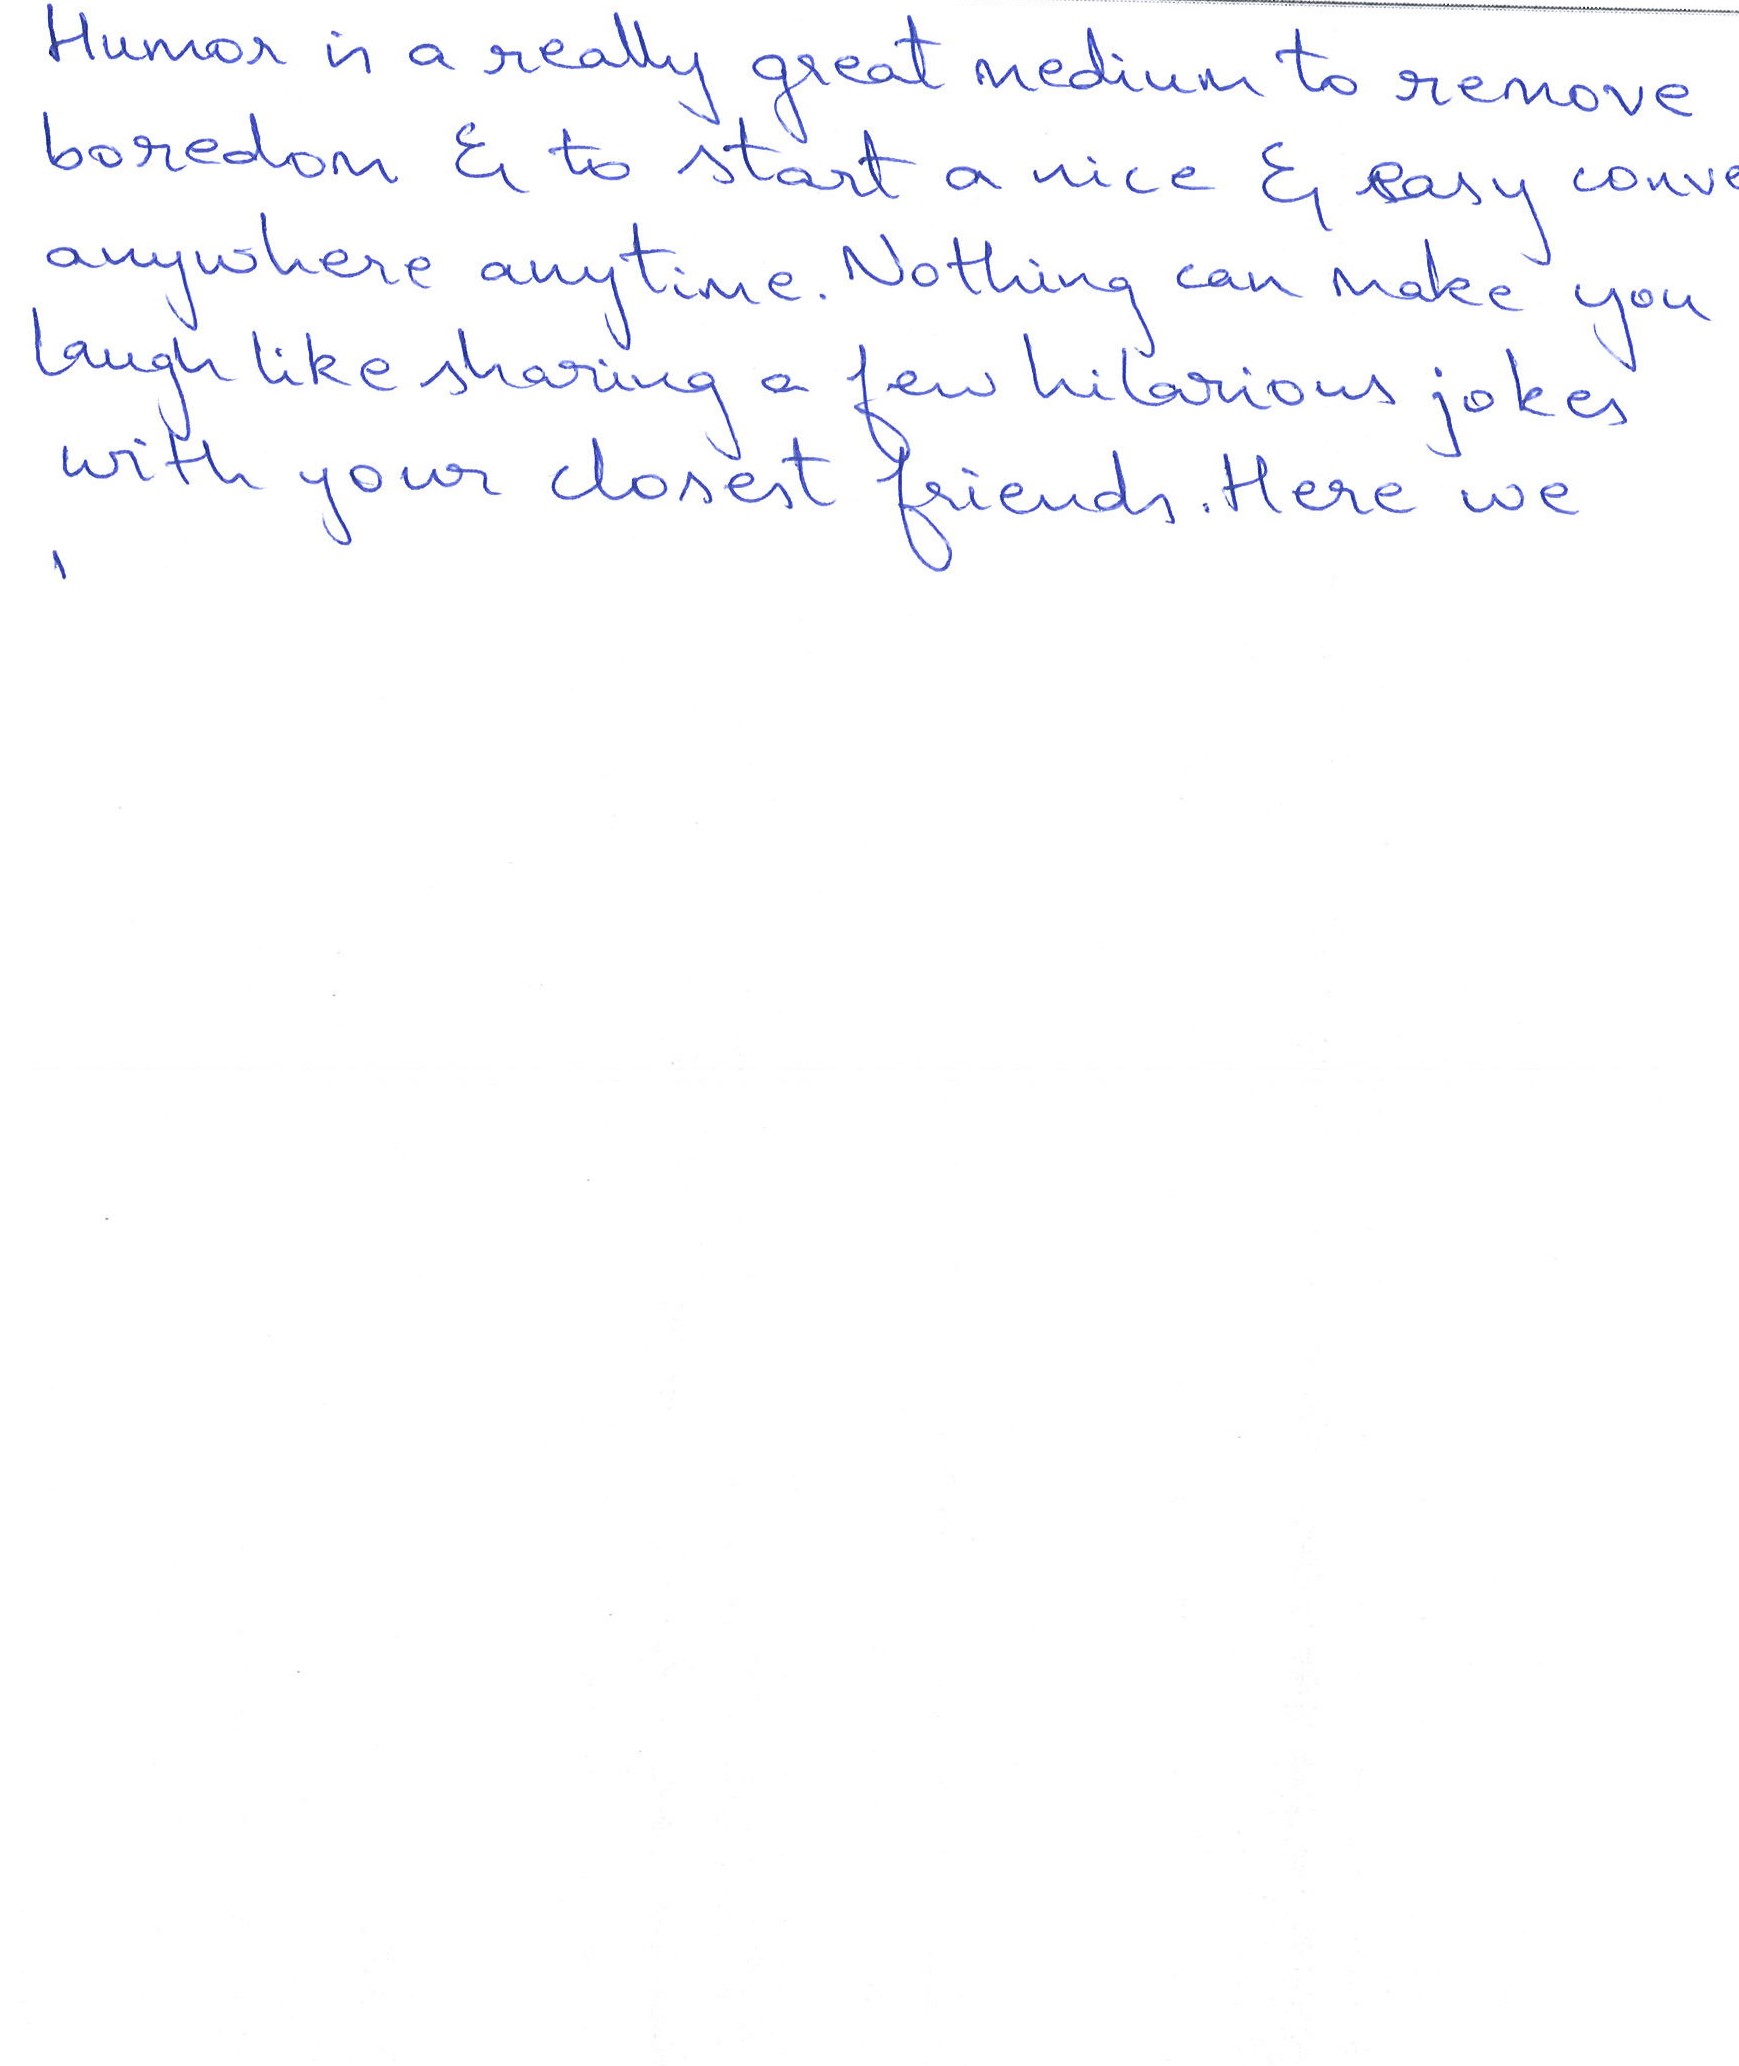 Humor is a really great medium to remove
boredom & to start a nice & easy conve
anywhere anytime. Nothing can make you
laugh like sharing a few hilarious jokes
with your closest friends. Here we